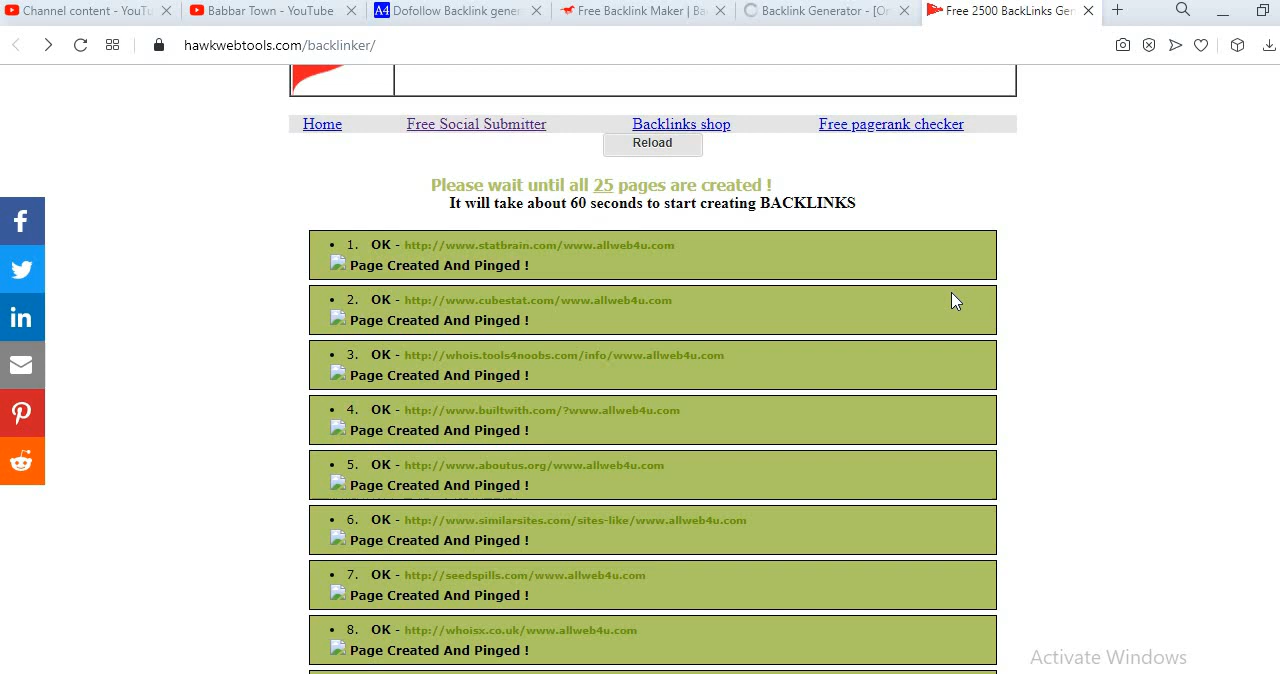 Channel content - YouTu
Babbar Town - YouTube
A4 Dofollow Backlink gener
Free Backlink Maker | Ba
Backlink Generator - [On
Free 2500 BackLinks Gen
hawkwebtools.com/backlinker/
Home Free Social Submitter Backlinks shop Free pagerank checker
Reload
Please wait until all 25 pages are created !
It will take about 60 seconds to start creating BACKLINKS
1. OK - http://www.statbrain.com/www.allweb4u.com
Page Created And Pinged !
2. OK - http://www.cubestat.com/www.allweb4u.com
Page Created And Pinged !
3. OK - http://whois.tools4noobs.com/info/www.allweb4u.com
Page Created And Pinged !
4. OK - http://www.builtwith.com/?www.allweb4u.com
Page Created And Pinged !
5. OK - http://www.aboutus.org/www.allweb4u.com
Page Created And Pinged !
6. OK - http://www.similarsites.com/sites-like/www.allweb4u.com
Page Created And Pinged !
7. OK - http://seedspills.com/www.allweb4u.com
Page Created And Pinged !
8. OK - http://whoisx.co.uk/www.allweb4u.com
Page Created And Pinged !
Activate Windows